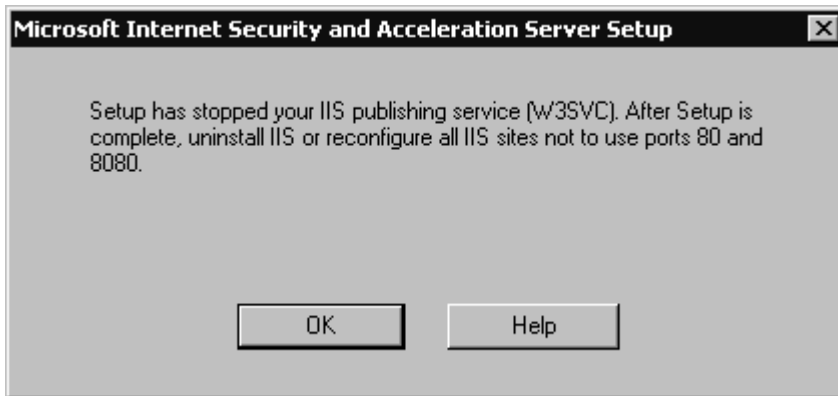 Microsoft Internet Security and Acceleration Server Setup
Setup has stopped your IIS publishing service (W3SVC). After Setup is
complete, uninstall IIS or reconfigure all IIS sites not to use ports 80 and
8080.
OK Help